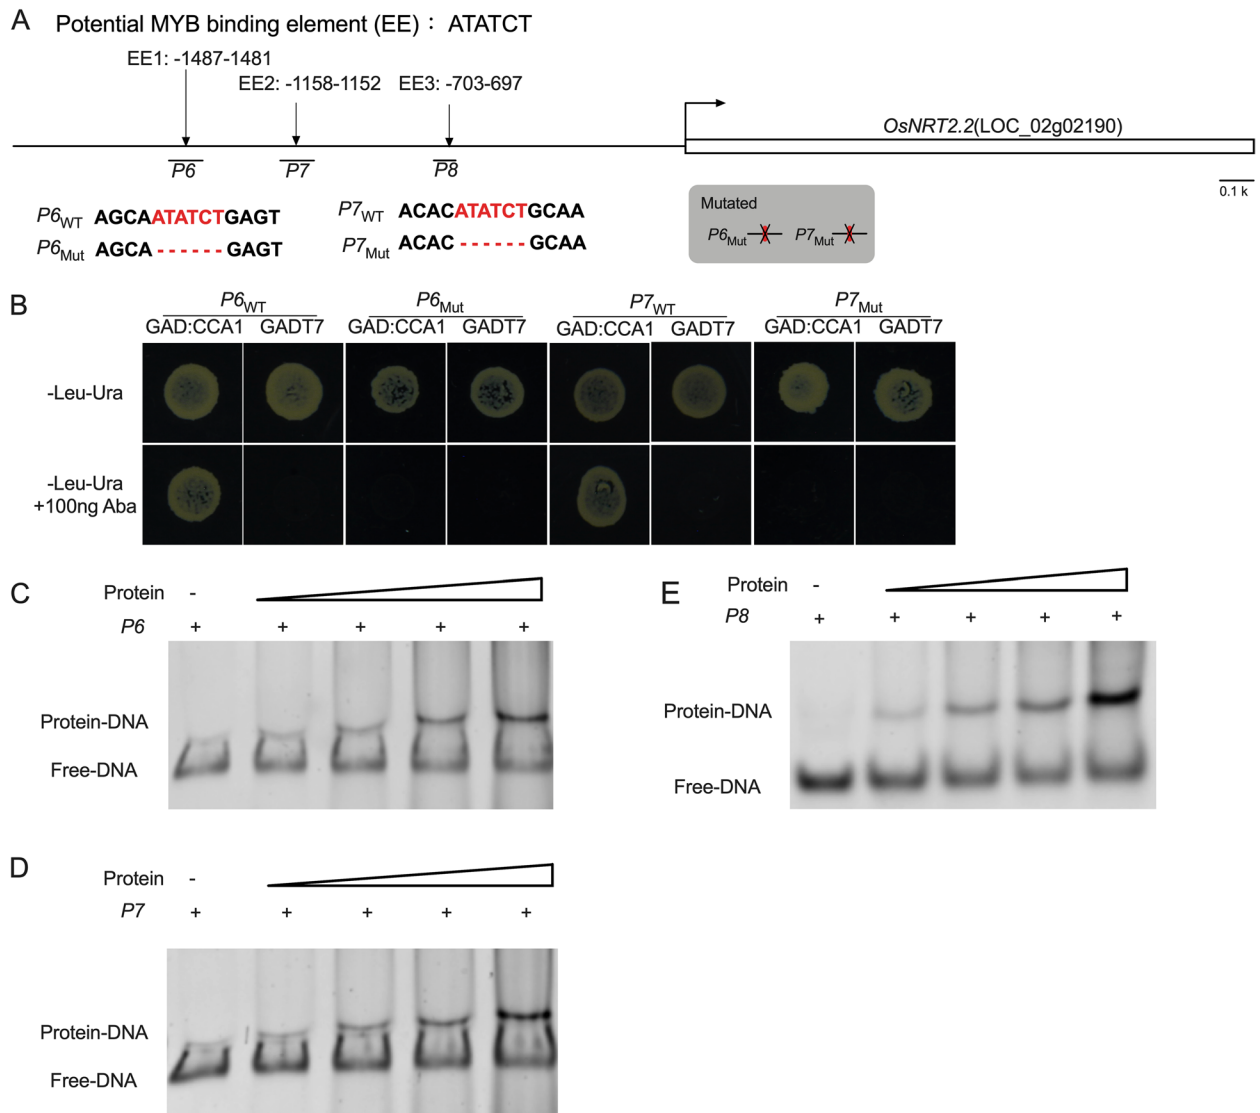 A Potential MYB binding element (EE) : ATATCT
EE1: -1487-1481
EE2: -1158-1152 EE3: -703-697
OsNRT2.2(LOC_02g02190)
P6 P7 P8
0.1 k
P6WT AGCAATATCTGAGT
P6Mut AGCA ------ GAGT
P7WT ACACATATCTGCAA
P7Mut ACAC ------ GCAA
Mutated
P6Mut P7Mut
B P6WT P6Mut P7WT P7Mut
GAD:CCA1 GADT7 GAD:CCA1 GADT7 GAD:CCA1 GADT7 GAD:CCA1 GADT7
-Leu-Ura
-Leu-Ura
+100ng Aba
C Protein -
P6 + + + + +
Protein-DNA
Free-DNA
E Protein -
P8 + + + + +
Protein-DNA
Free-DNA
D Protein -
P7 + + + + +
Protein-DNA
Free-DNA